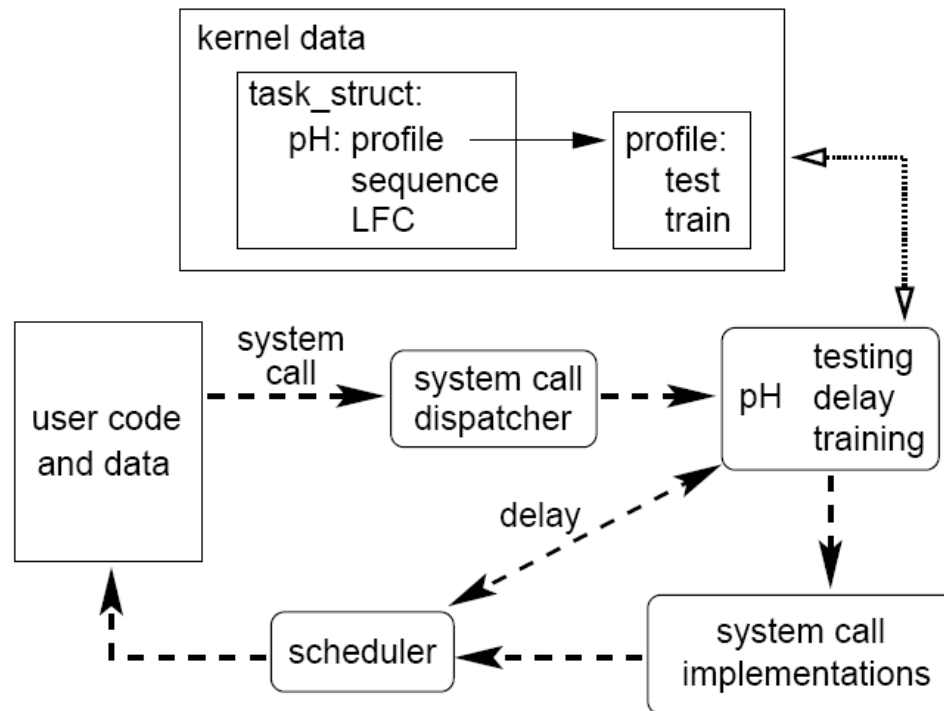 kernel data
task_struct:
pH: profile
sequence
LFC
profile:
test
train
system
call
user code
and data
system call
dispatcher
pH
testing
delay
training
delay
scheduler
system call
implementations